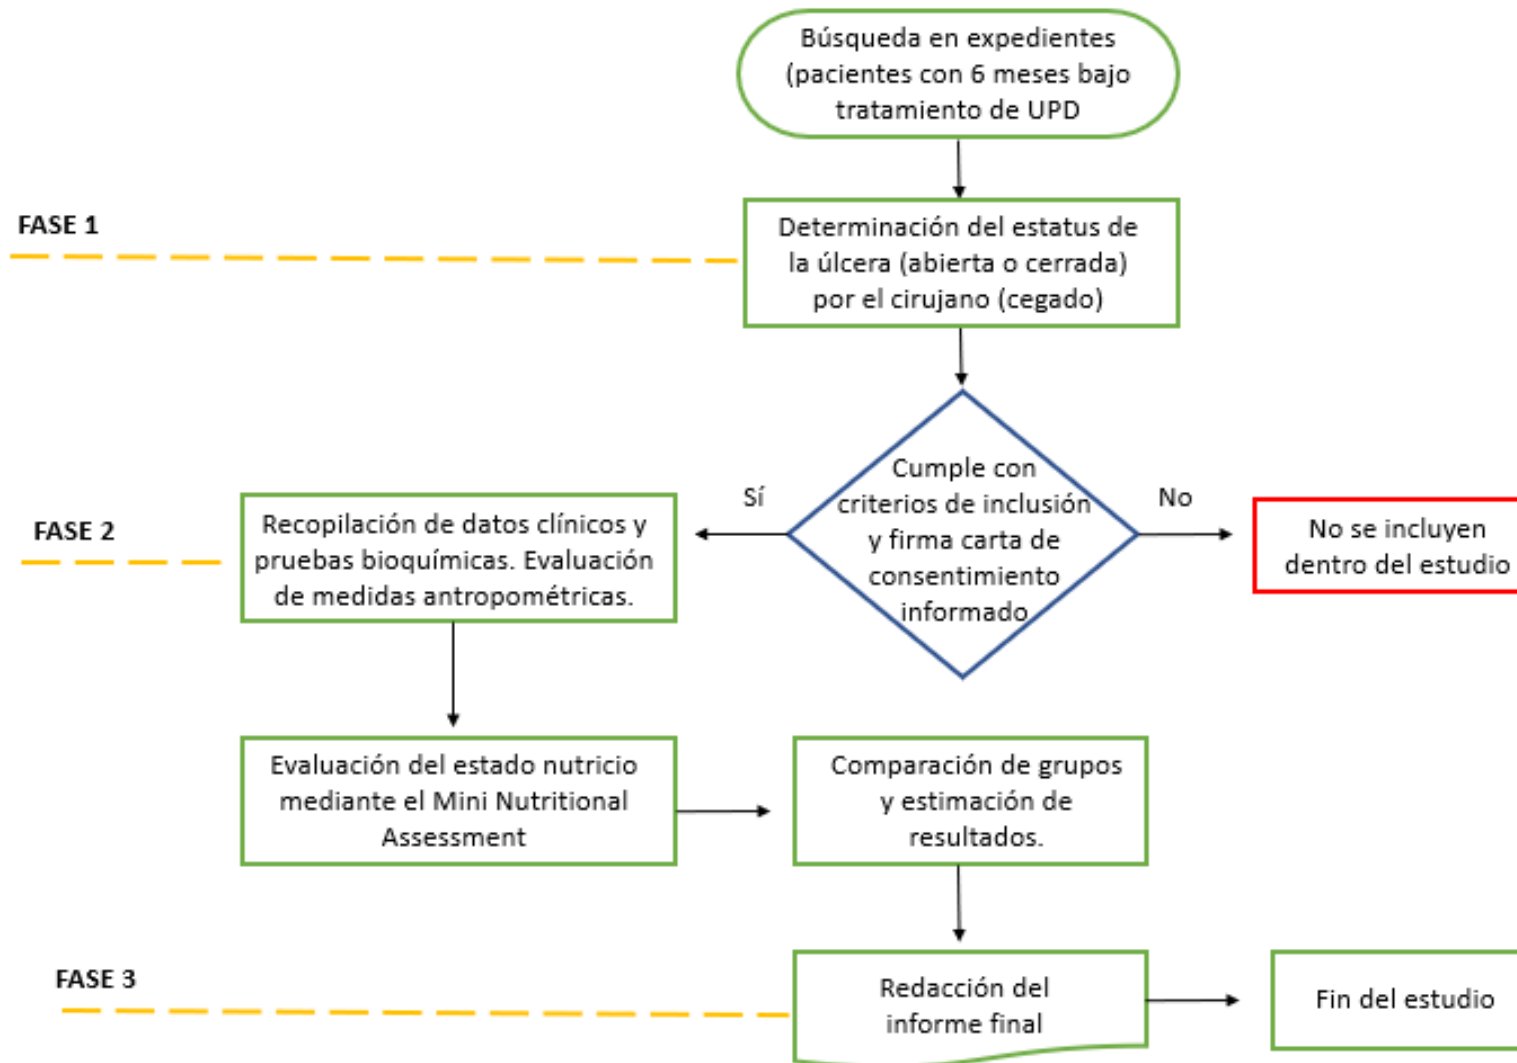 Búsqueda en expedientes
(pacientes con 6 meses bajo
tratamiento de UPD
FASE 1
Determinación del estatus de
la úlcera (abierta o cerrada)
por el cirujano (cegado)
Cumple con
criterios de inclusión
y firma carta de
consentimiento
informado
Sí
No
FASE 2
Recopilación de datos clínicos y
pruebas bioquímicas. Evaluación
de medidas antropométricas.
No se incluyen
dentro del estudio
Evaluación del estado nutricio
mediante el Mini Nutritional
Assessment
Comparación de grupos
y estimación de
resultados.
FASE 3
Redacción del
informe final
Fin del estudio